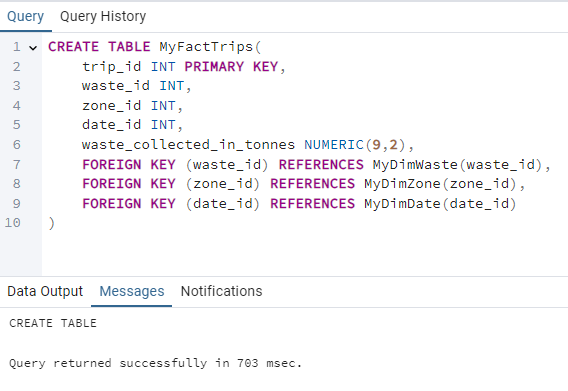 Query Query History
1 CREATE TABLE MyFactTrips(
2 trip_id INT PRIMARY KEY,
3 waste_id INT,
4 zone_id INT,
5 date_id INT,
6 waste_collected_in_tonnes NUMERIC(9,2),
7 FOREIGN KEY (waste_id) REFERENCES MyDimWaste(waste_id),
8 FOREIGN KEY (zone_id) REFERENCES MyDimZone(zone_id),
9 FOREIGN KEY (date_id) REFERENCES MyDimDate(date_id)
10 )
Data Output Messages Notifications
CREATE TABLE
Query returned successfully in 703 msec.